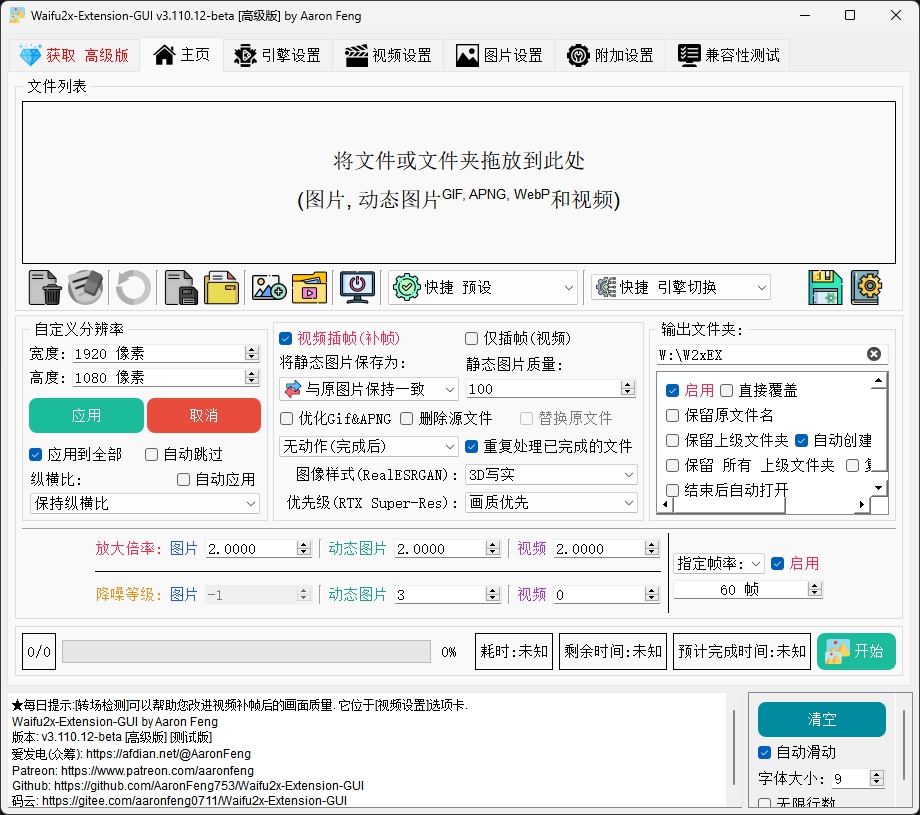 Waifu2x-Extension-GUI v3.110.12-beta [高级版] by Aaron Feng
获取 高级版 主页 引擎设置 视频设置 图片设置 附加设置 兼容性测试
文件列表
将文件或文件夹拖放到此处
(图片, 动态图片GIF, APNG, WebP和视频)
快捷 预设 快捷 引擎切换
自定义分辨率
宽度: 1920 像素
高度: 1080 像素
应用 取消
应用到全部 自动跳过
纵横比: 自动应用
保持纵横比
视频插帧(补帧) 仅插帧(视频)
将静态图片保存为: 静态图片质量:
与原图片保持一致 100
优化Gif&APNG 删除源文件 替换原文件
无动作(完成后) 重复处理已完成的文件
图像样式(RealESRGAN): 3D写实
优先级(RTX Super-Res): 画质优先
输出文件夹:
W:\W2xEX
启用 直接覆盖
保留原文件名
保留上级文件夹 自动创建
保留 所有 上级文件夹
结束后自动打开
放大倍率: 图片 2.0000 动态图片 2.0000 视频 2.0000
降噪等级: 图片 -1 动态图片 3 视频 0
指定帧率: 启用
60 帧
0/0 0% 耗时:未知 剩余时间:未知 预计完成时间:未知 开始
★每日提示:[转场检测]可以帮助您改进视频补帧后的画面质量. 它位于[视频设置]选项卡.
Waifu2x-Extension-GUI by Aaron Feng
版本: v3.110.12-beta [高级版] [测试版]
爱发电(众筹): https://afdian.net/@AaronFeng
Patreon: https://www.patreon.com/aaronfeng
Github: https://github.com/AaronFeng753/Waifu2x-Extension-GUI
码云: https://gitee.com/aaronfeng0711/Waifu2x-Extension-GUI
清空
自动滑动
字体大小: 9
无限行数